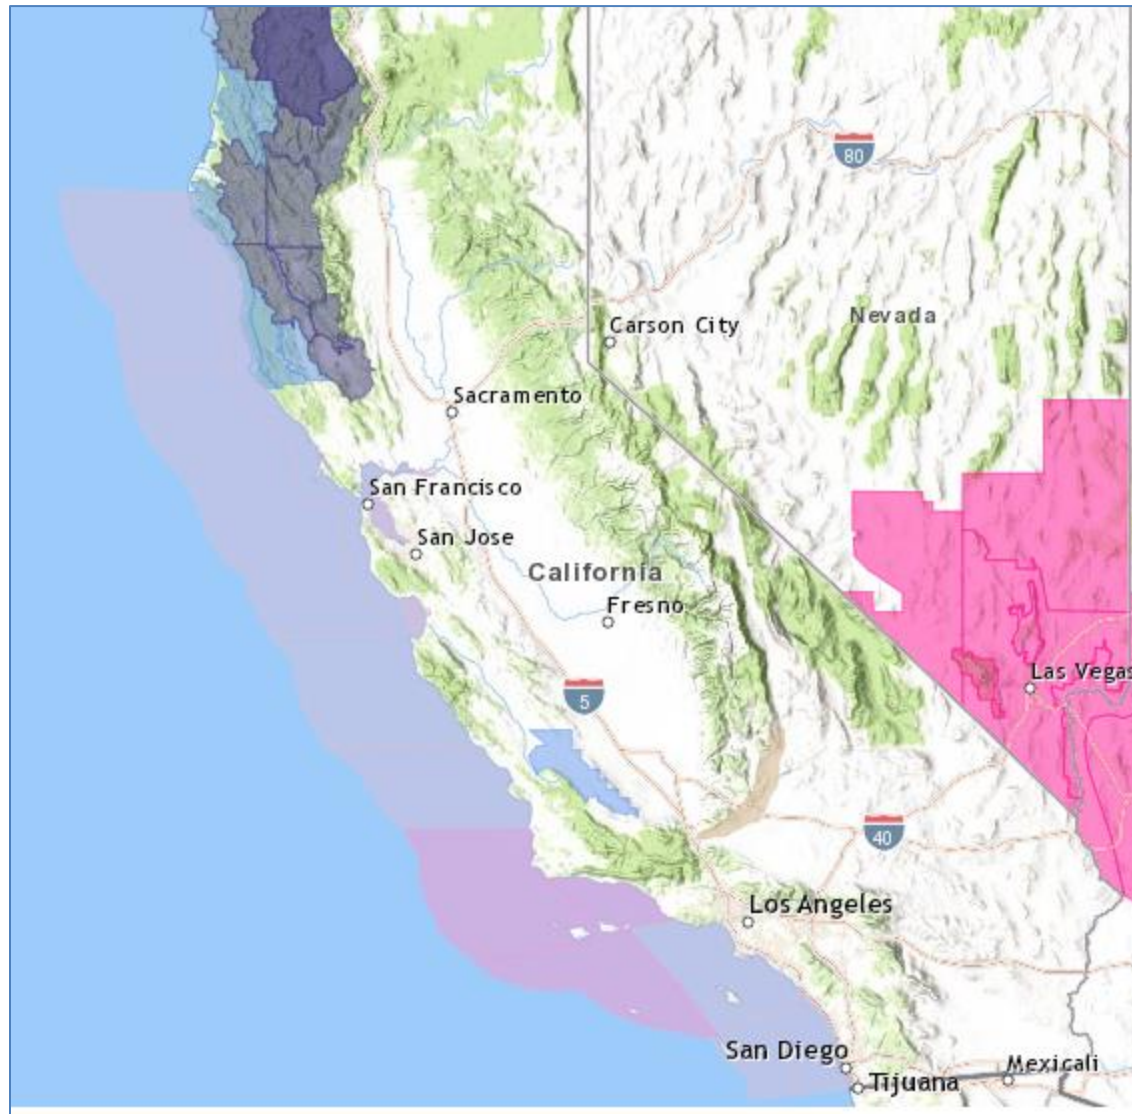 80
Nevada
Carson City
Sacramento
San Francisco
San Jose
California
Fresno
Las Vegas
5
40
Los Angeles
San Diego
Mexicali
Tijuana